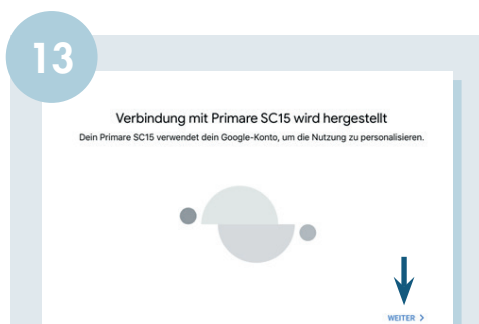 13
Verbindung mit Primare SC15 wird hergestellt
Dein Primare SC15 verwendet dein Google-Konto, um die Nutzung zu personalisieren.
WEITER